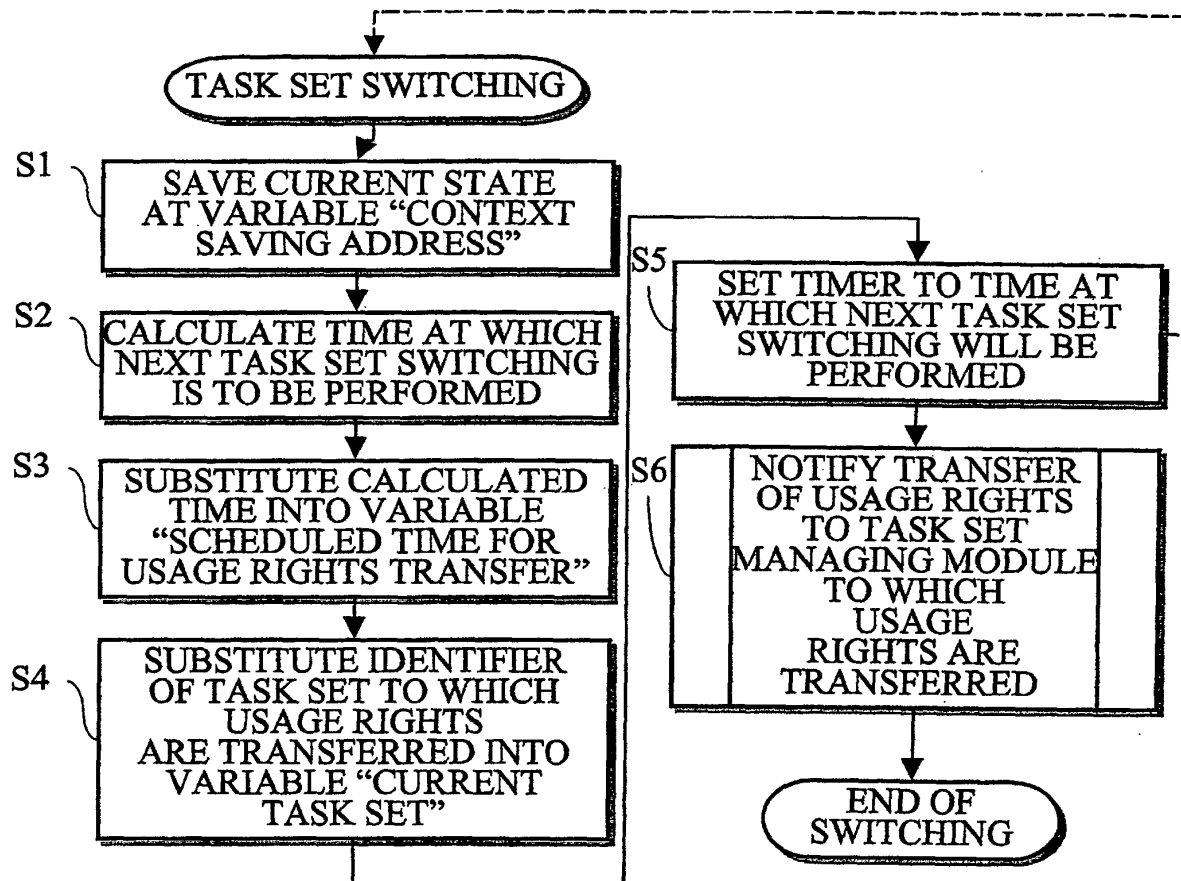 TASK SET SWITCHING
S1
SAVE CURRENT STATE
AT VARIABLE “CONTEXT
SAVING ADDRESS”
S2
CALCULATE TIME AT WHICH
NEXT TASK SET SWITCHING
IS TO BE PERFORMED
S3
SUBSTITUTE CALCULATED
TIME INTO VARIABLE
“SCHEDULED TIME FOR
USAGE RIGHTS TRANSFER”
S4
SUBSTITUTE IDENTIFIER
OF TASK SET TO WHICH
USAGE RIGHTS
ARE TRANSFERRED INTO
VARIABLE “CURRENT
TASK SET”
S5
SET TIMER TO TIME AT
WHICH NEXT TASK SET
SWITCHING WILL BE
PERFORMED
S6
NOTIFY TRANSFER
OF USAGE RIGHTS
TO TASK SET
MANAGING MODULE
TO WHICH
USAGE
RIGHTS ARE
TRANSFERRED
END OF
SWITCHING